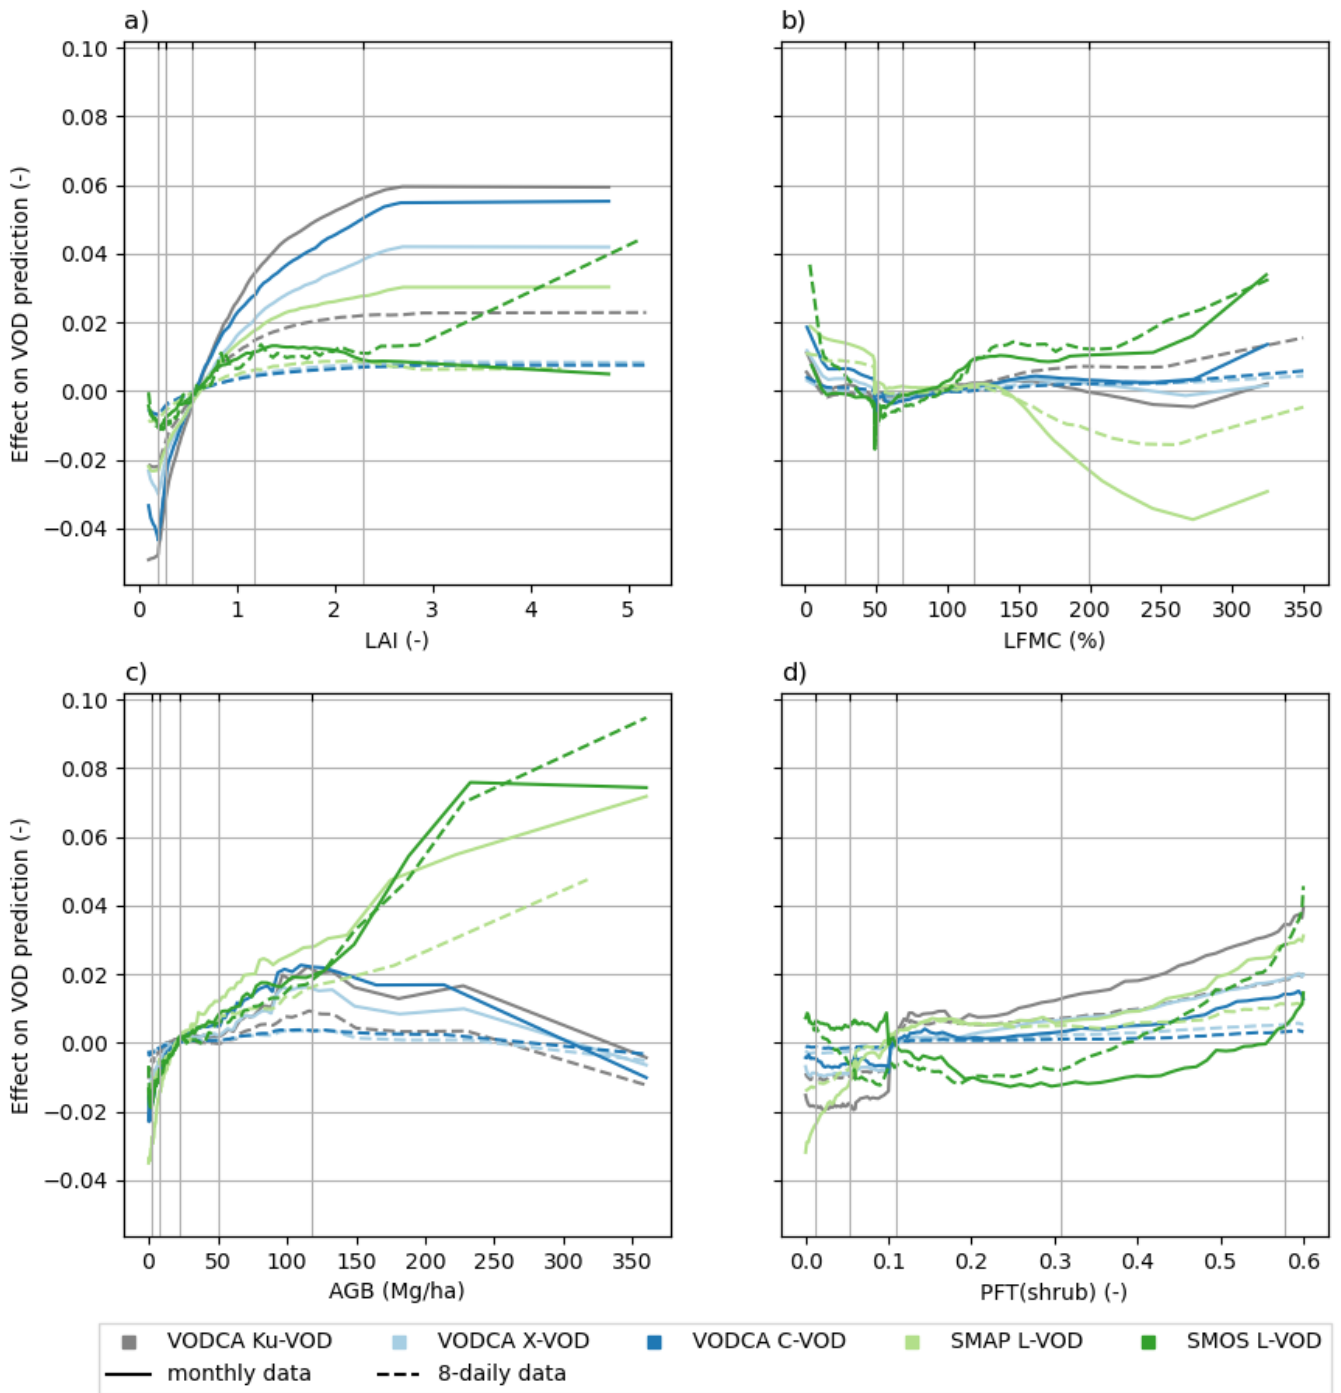 a)
b)
0.10
0.08
0.06
0.04
0.02
0.00
−0.02
−0.04
Effect on VOD prediction (-)
0 1 2 3 4 5
LAI (-)
0 50 100 150 200 250 300 350
LFMC (%)
c)
d)
0.10
0.08
0.06
0.04
0.02
0.00
−0.02
−0.04
Effect on VOD prediction (-)
0 50 100 150 200 250 300 350
AGB (Mg/ha)
0.0 0.1 0.2 0.3 0.4 0.5 0.6
PFT(shrub) (-)
VODCA Ku-VOD VODCA X-VOD VODCA C-VOD SMAP L-VOD SMOS L-VOD
monthly data 8-daily data